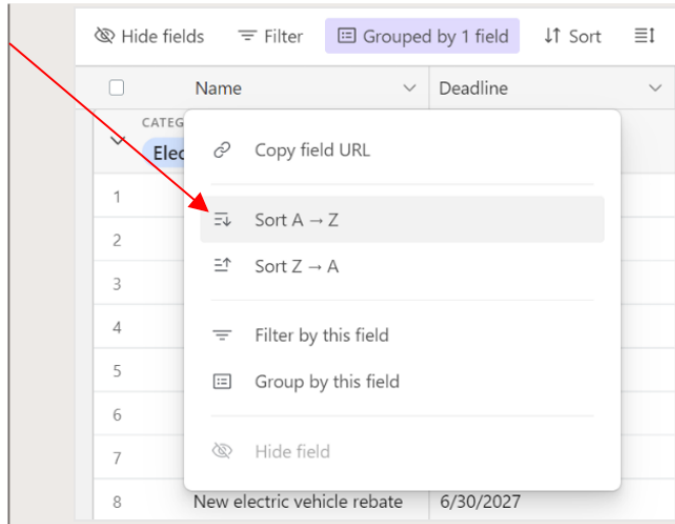 Hide fields Filter Grouped by 1 field Sort
Name Deadline
CATEG
Elec
Copy field URL
1
Sort A → Z
2
Sort Z → A
3
4
Filter by this field
5
Group by this field
6
7
Hide field
8 New electric vehicle rebate 6/30/2027